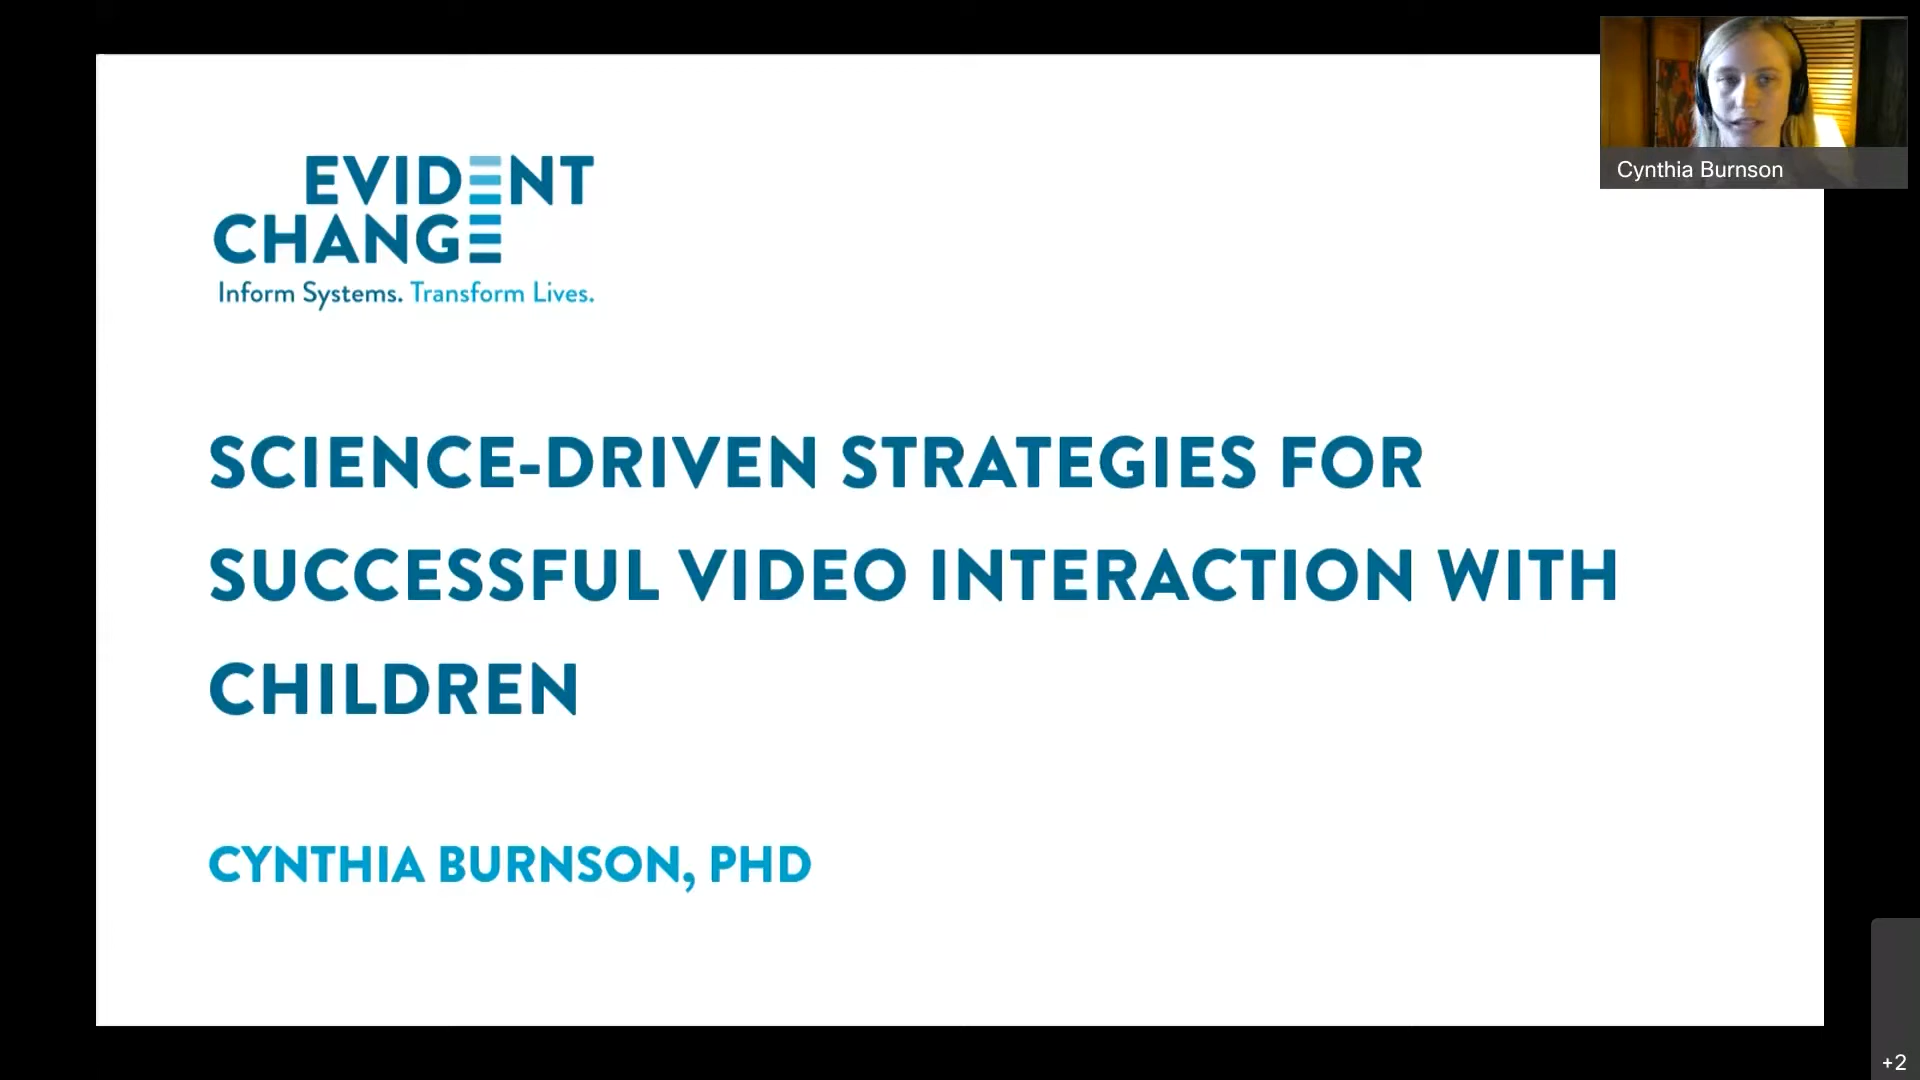 EVIDENT
CHANGE
Inform Systems. Transform Lives.
SCIENCE-DRIVEN STRATEGIES FOR
SUCCESSFUL VIDEO INTERACTION WITH
CHILDREN
CYNTHIA BURNSON, PHD
Cynthia Burnson
+2